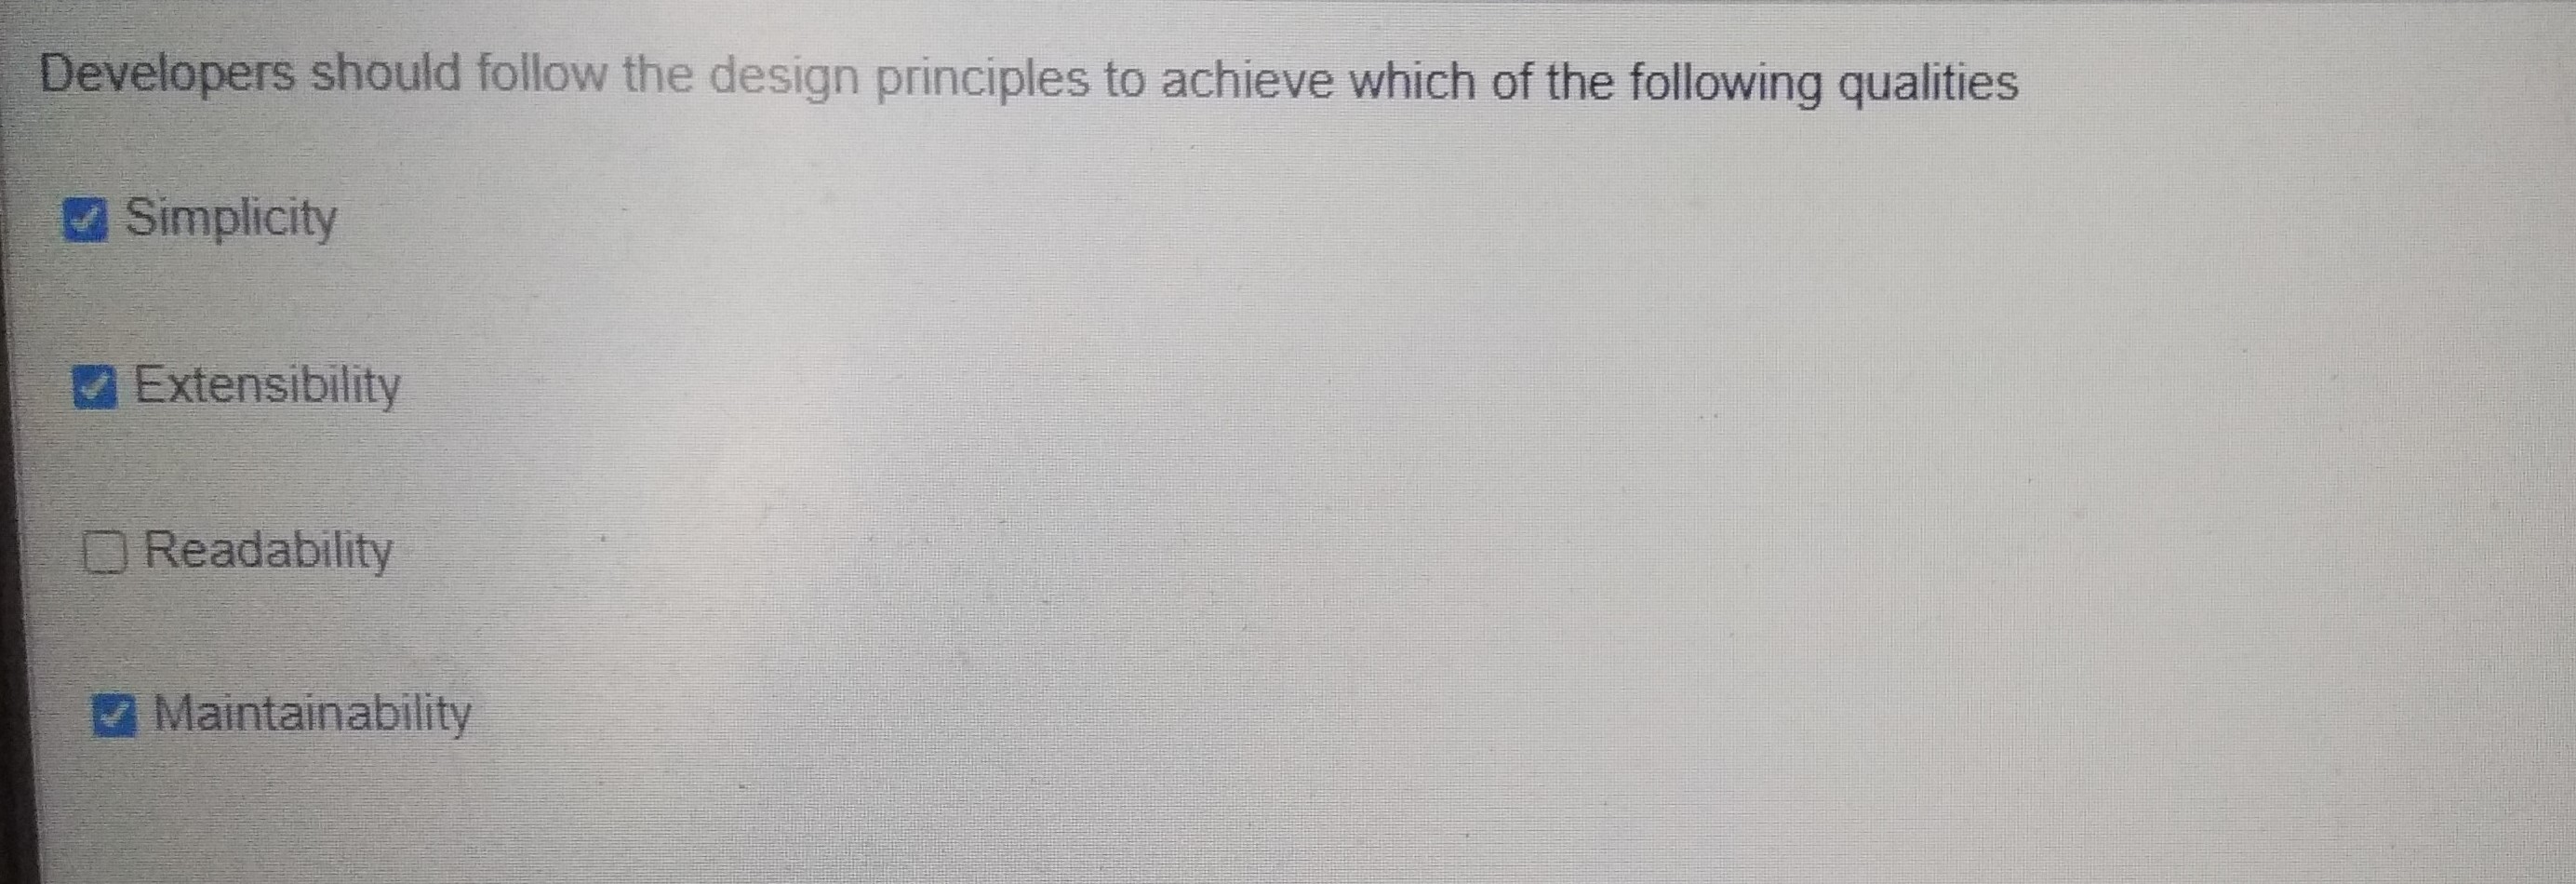 Developers should follow the design principles to achieve which of the following qualities
Simplicity
Extensibility
Readability
Maintainability